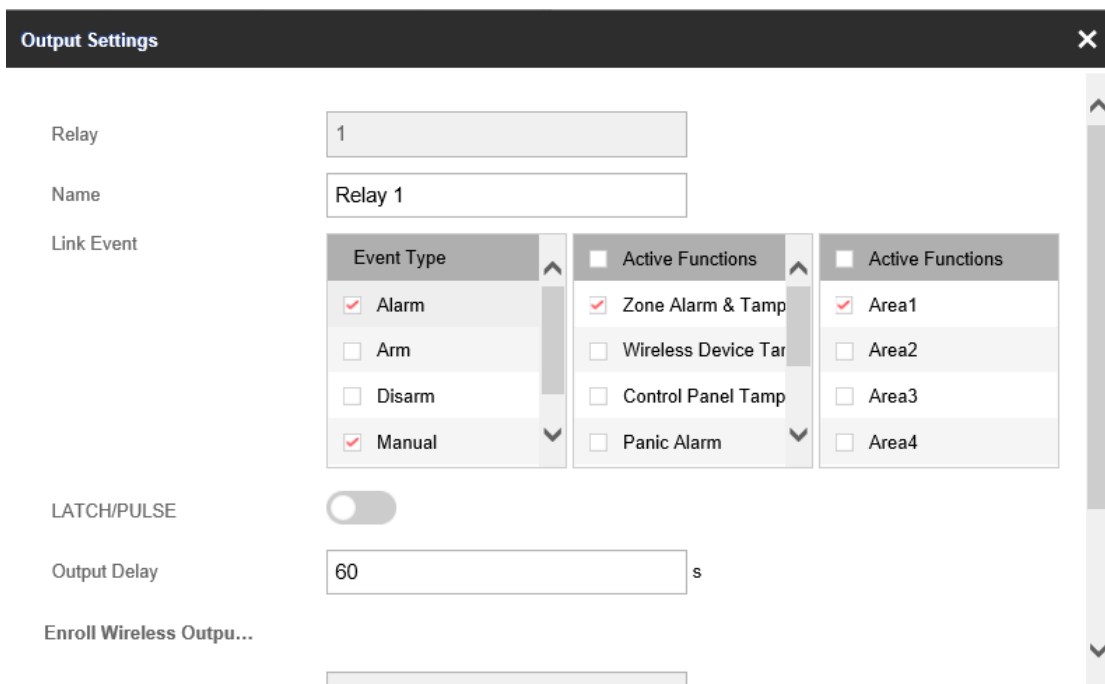 Output Settings
Relay
1
Name
Relay 1
Link Event
Event Type
Alarm
Arm
Disarm
Manual
Active Functions
Zone Alarm & Tamp
Wireless Device Tar
Control Panel Tamp
Panic Alarm
Active Functions
Area1
Area2
Area3
Area4
LATCH/PULSE
Output Delay
60
s
Enroll Wireless Outpu...